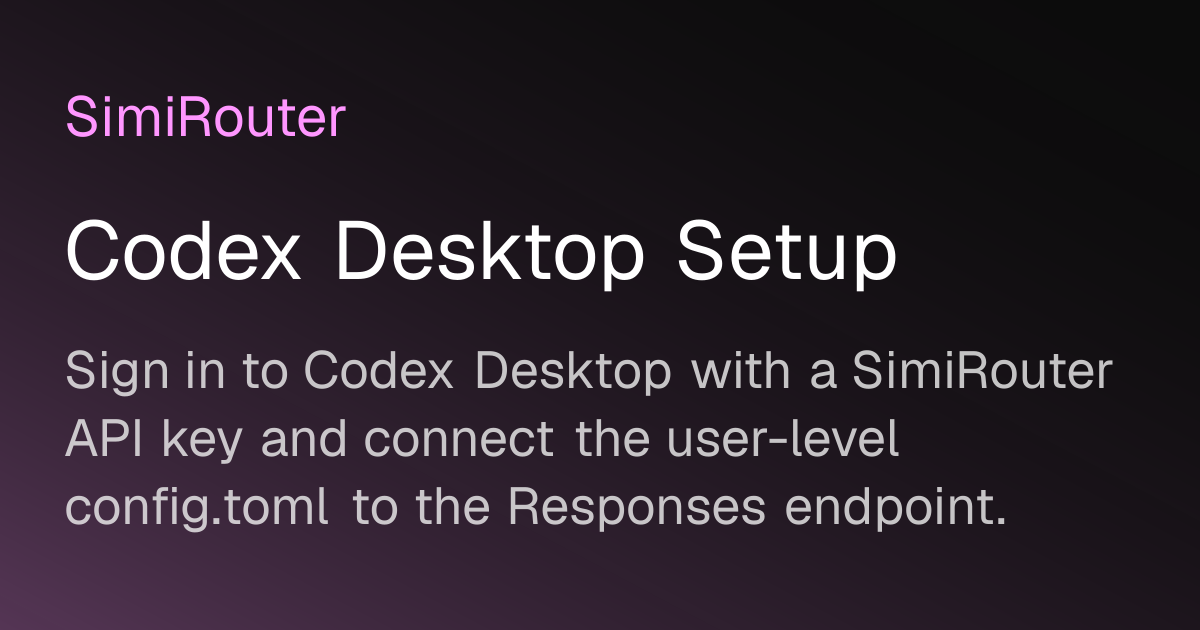 SimiRouter
Codex Desktop Setup
Sign in to Codex Desktop with a SimiRouter
API key and connect the user-level
config.toml to the Responses endpoint.